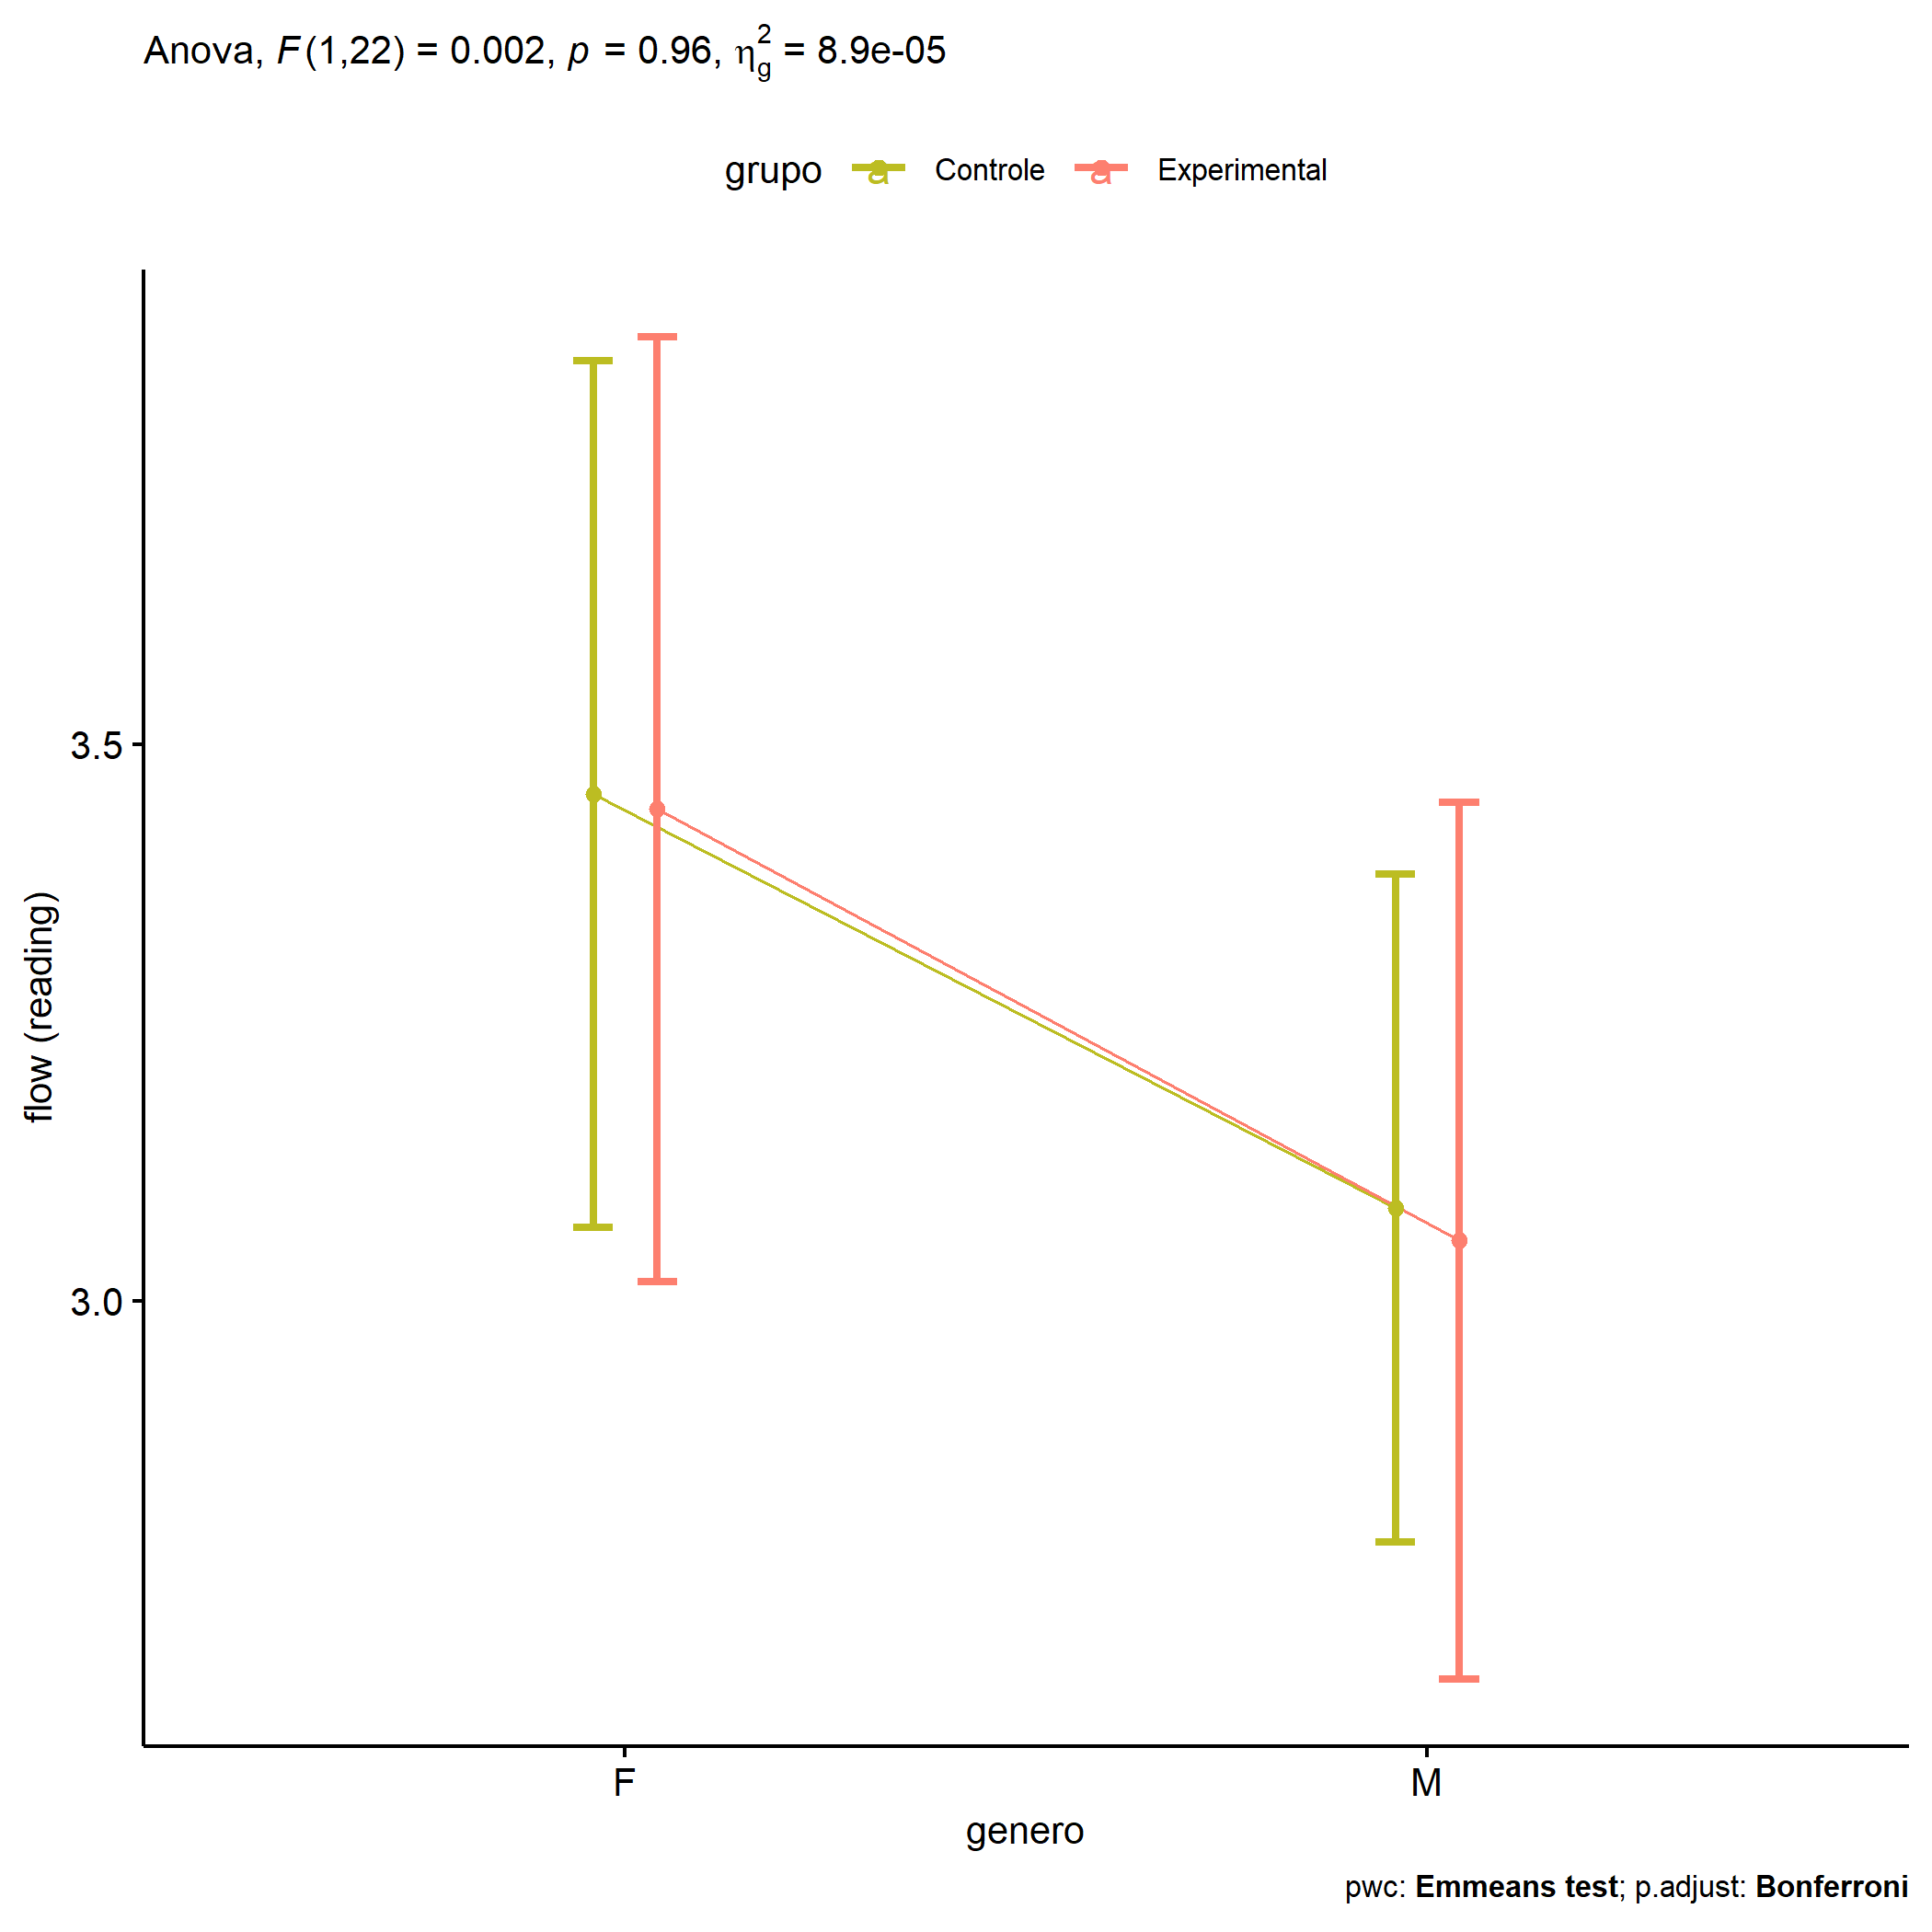 Anova, F(1,22) = 0.002, p = 0.96, η²g = 8.9e-05
grupo a Controle a Experimental
3.5
3.0
flow (reading)
F M
genero
pwc: Emmeans test; p.adjust: Bonferroni